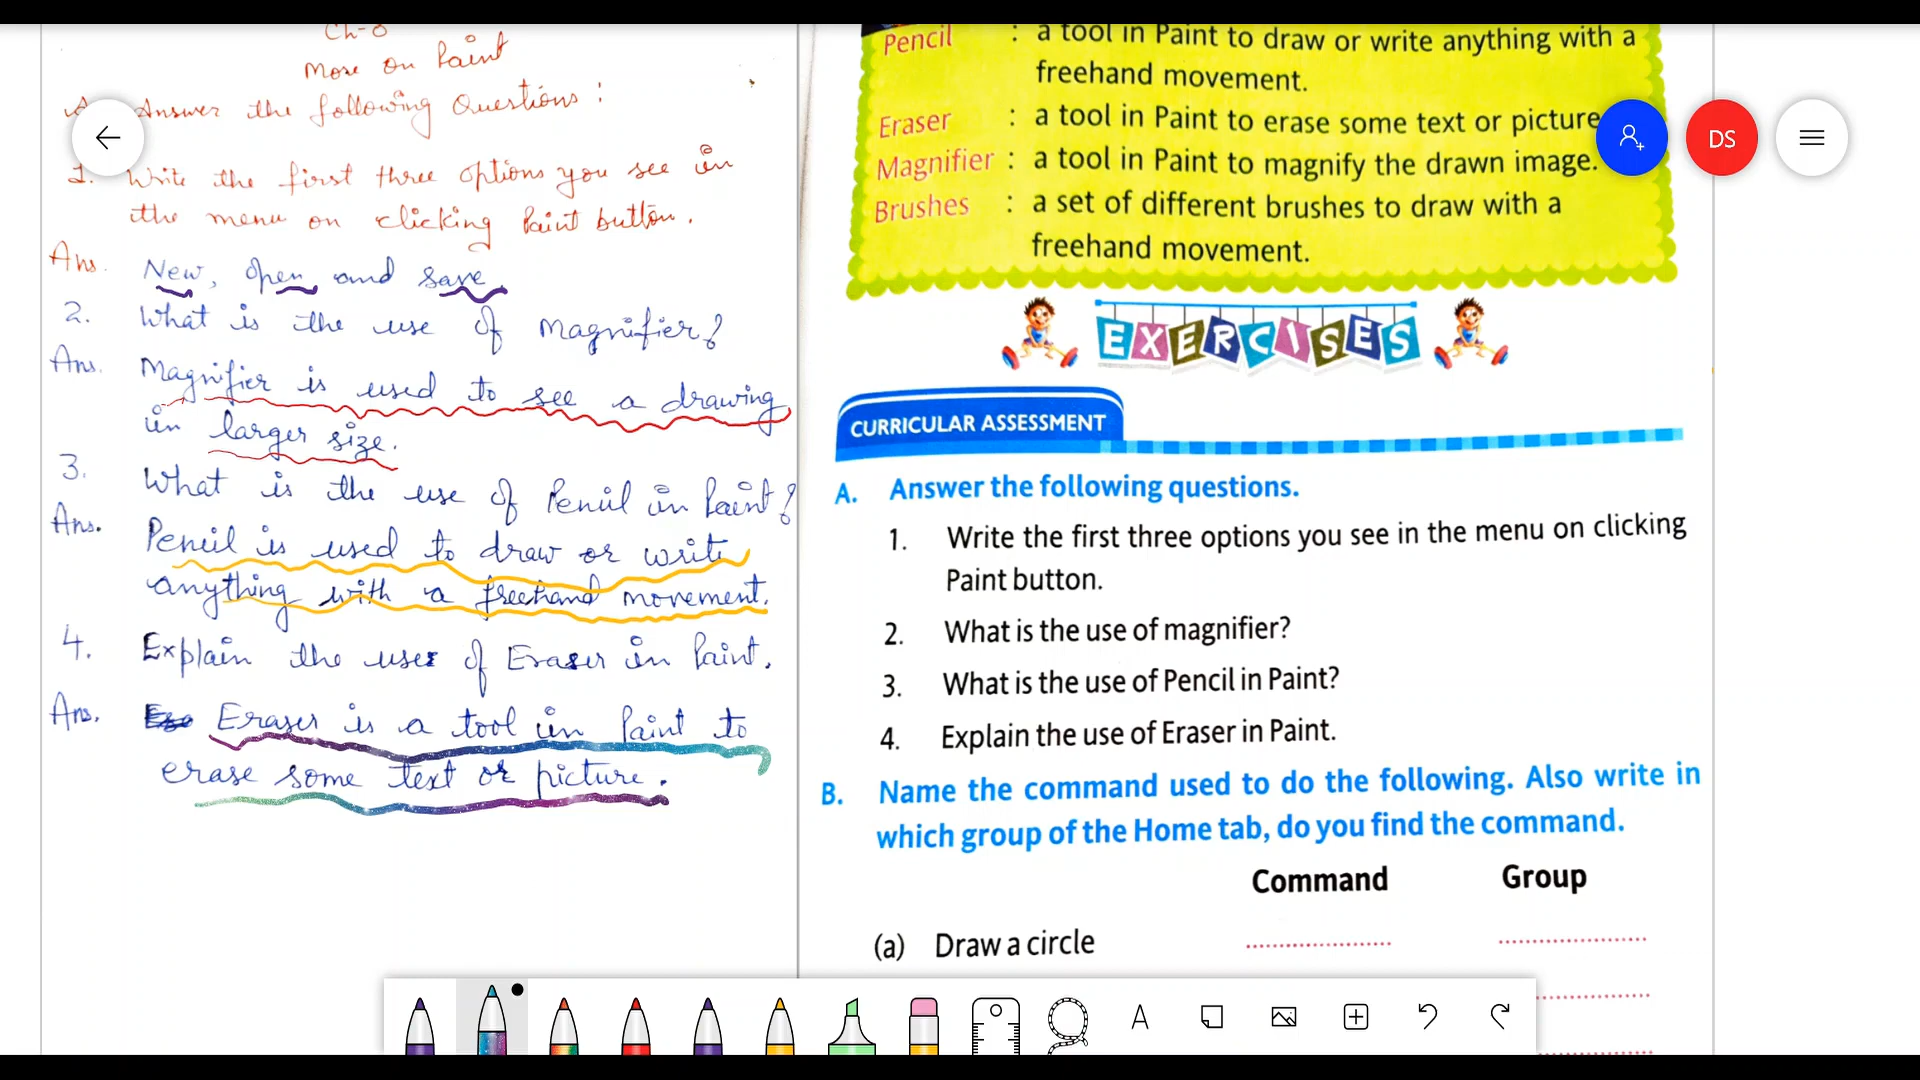 Ch-8
More on Paint
Answer the following Questions :
1. Write the first three options you see in
the menu on clicking Paint button.
Ans. New, open and save
2. What is the use of Magnifier?
Ans. Magnifier is used to see a drawing
in larger size.
3. What is the use of Pencil in Paint?
Ans. Pencil is used to draw or write
anything with a freehand movement.
4. Explain the uses of Eraser in Paint.
Ans. Eraser is a tool in Paint to
erase some text or picture.
Pencil : a tool in Paint to draw or write anything with a
freehand movement.
Eraser : a tool in Paint to erase some text or picture
Magnifier : a tool in Paint to magnify the drawn image.
Brushes : a set of different brushes to draw with a
freehand movement.
DS
EXERCISES
CURRICULAR ASSESSMENT
A. Answer the following questions.
1. Write the first three options you see in the menu on clicking
Paint button.
2. What is the use of magnifier?
3. What is the use of Pencil in Paint?
4. Explain the use of Eraser in Paint.
B. Name the command used to do the following. Also write in
which group of the Home tab, do you find the command.
Command Group
(a) Draw a circle
A